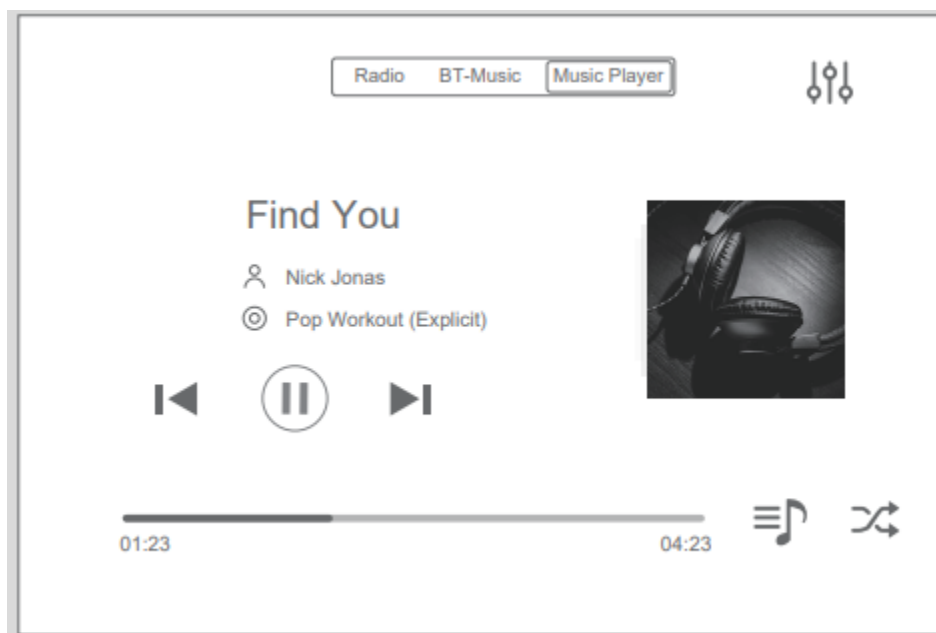 Radio BT-Music Music Player
Find You
Nick Jonas
Pop Workout (Explicit)
01:23 04:23